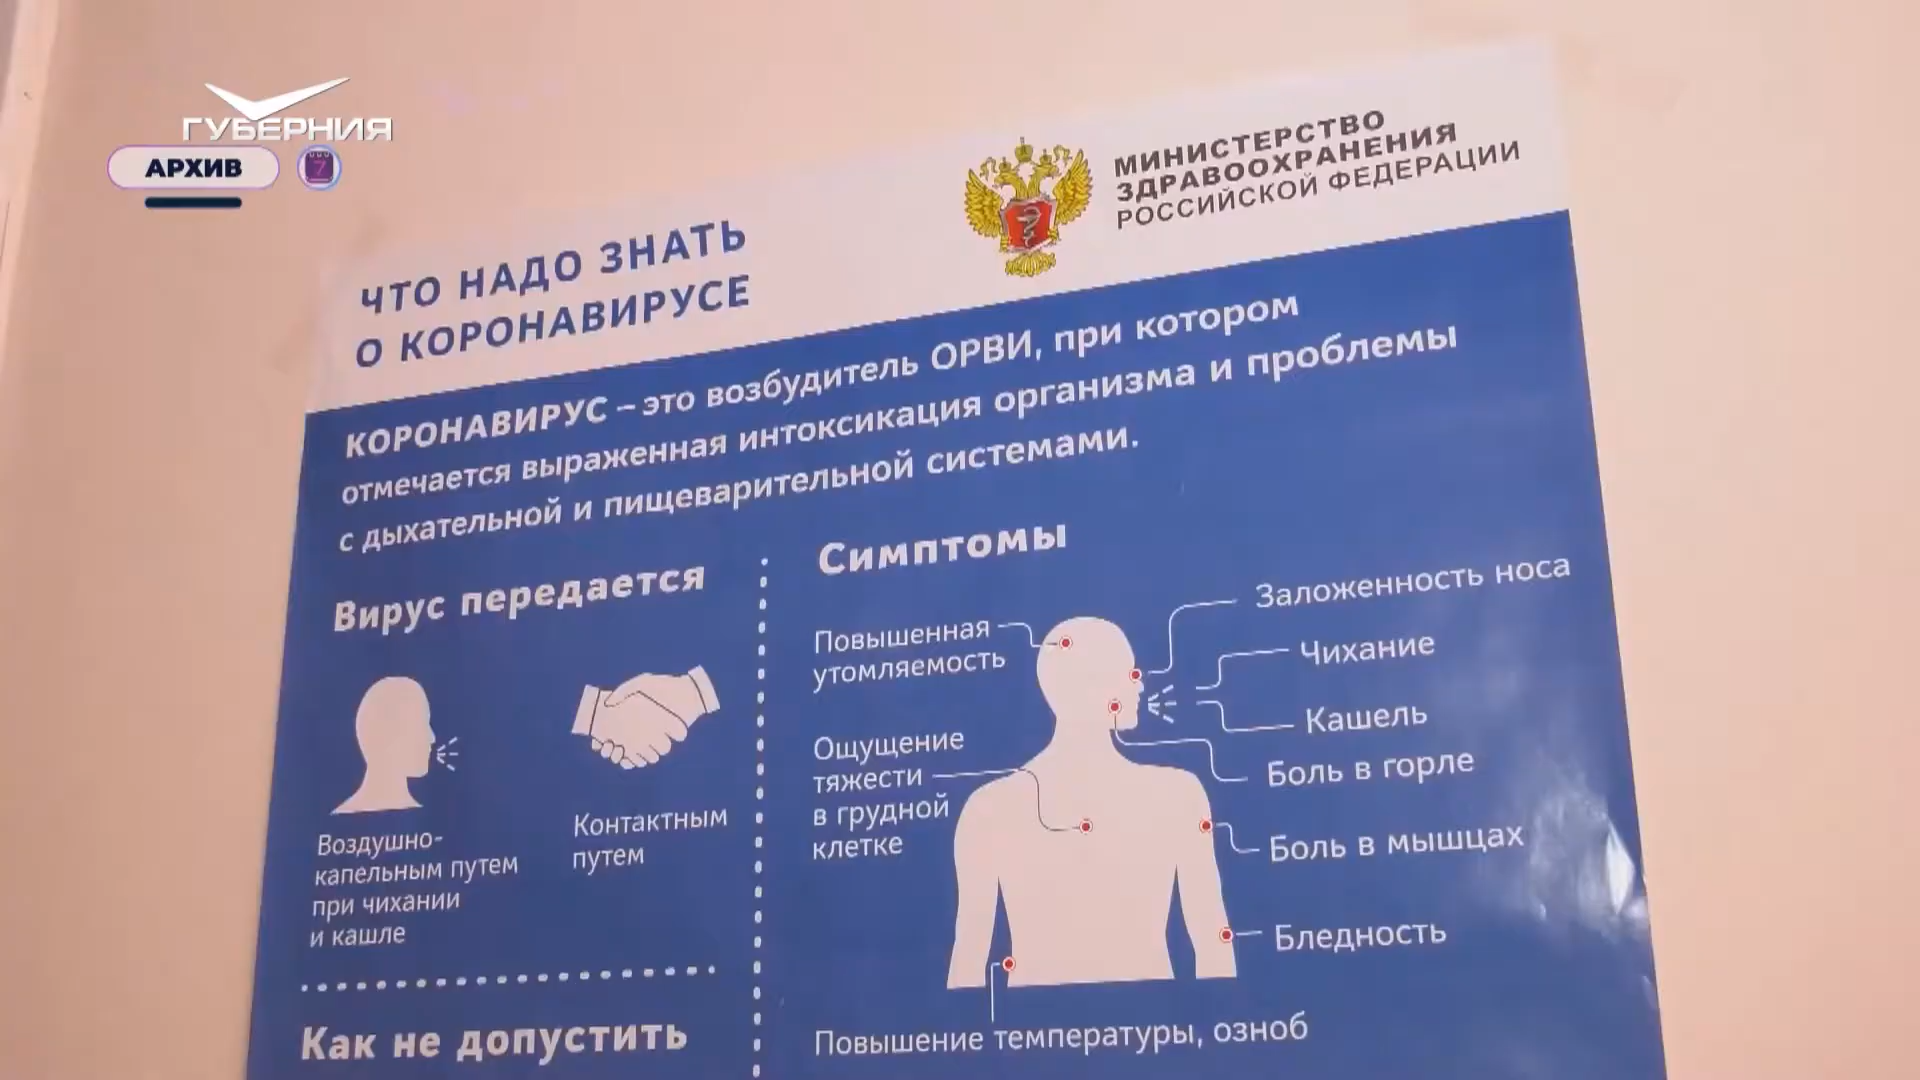 ГУБЕРНИЯ
АРХИВ
7
МИНИСТЕРСТВО
ЗДРАВООХРАНЕНИЯ
РОССИЙСКОЙ ФЕДЕРАЦИИ
ЧТО НАДО ЗНАТЬ
О КОРОНАВИРУСЕ
КОРОНАВИРУС – это возбудитель ОРВИ, при котором
отмечается выраженная интоксикация организма и проблемы
с дыхательной и пищеварительной системами.
Вирус передается
Воздушно-
капельным путем
при чихании
и кашле
Контактным
путем
Как не допустить
Симптомы
Повышенная
утомляемость
Ощущение
тяжести
в грудной
клетке
Заложенность носа
Чихание
Кашель
Боль в горле
Боль в мышцах
Бледность
Повышение температуры, озноб